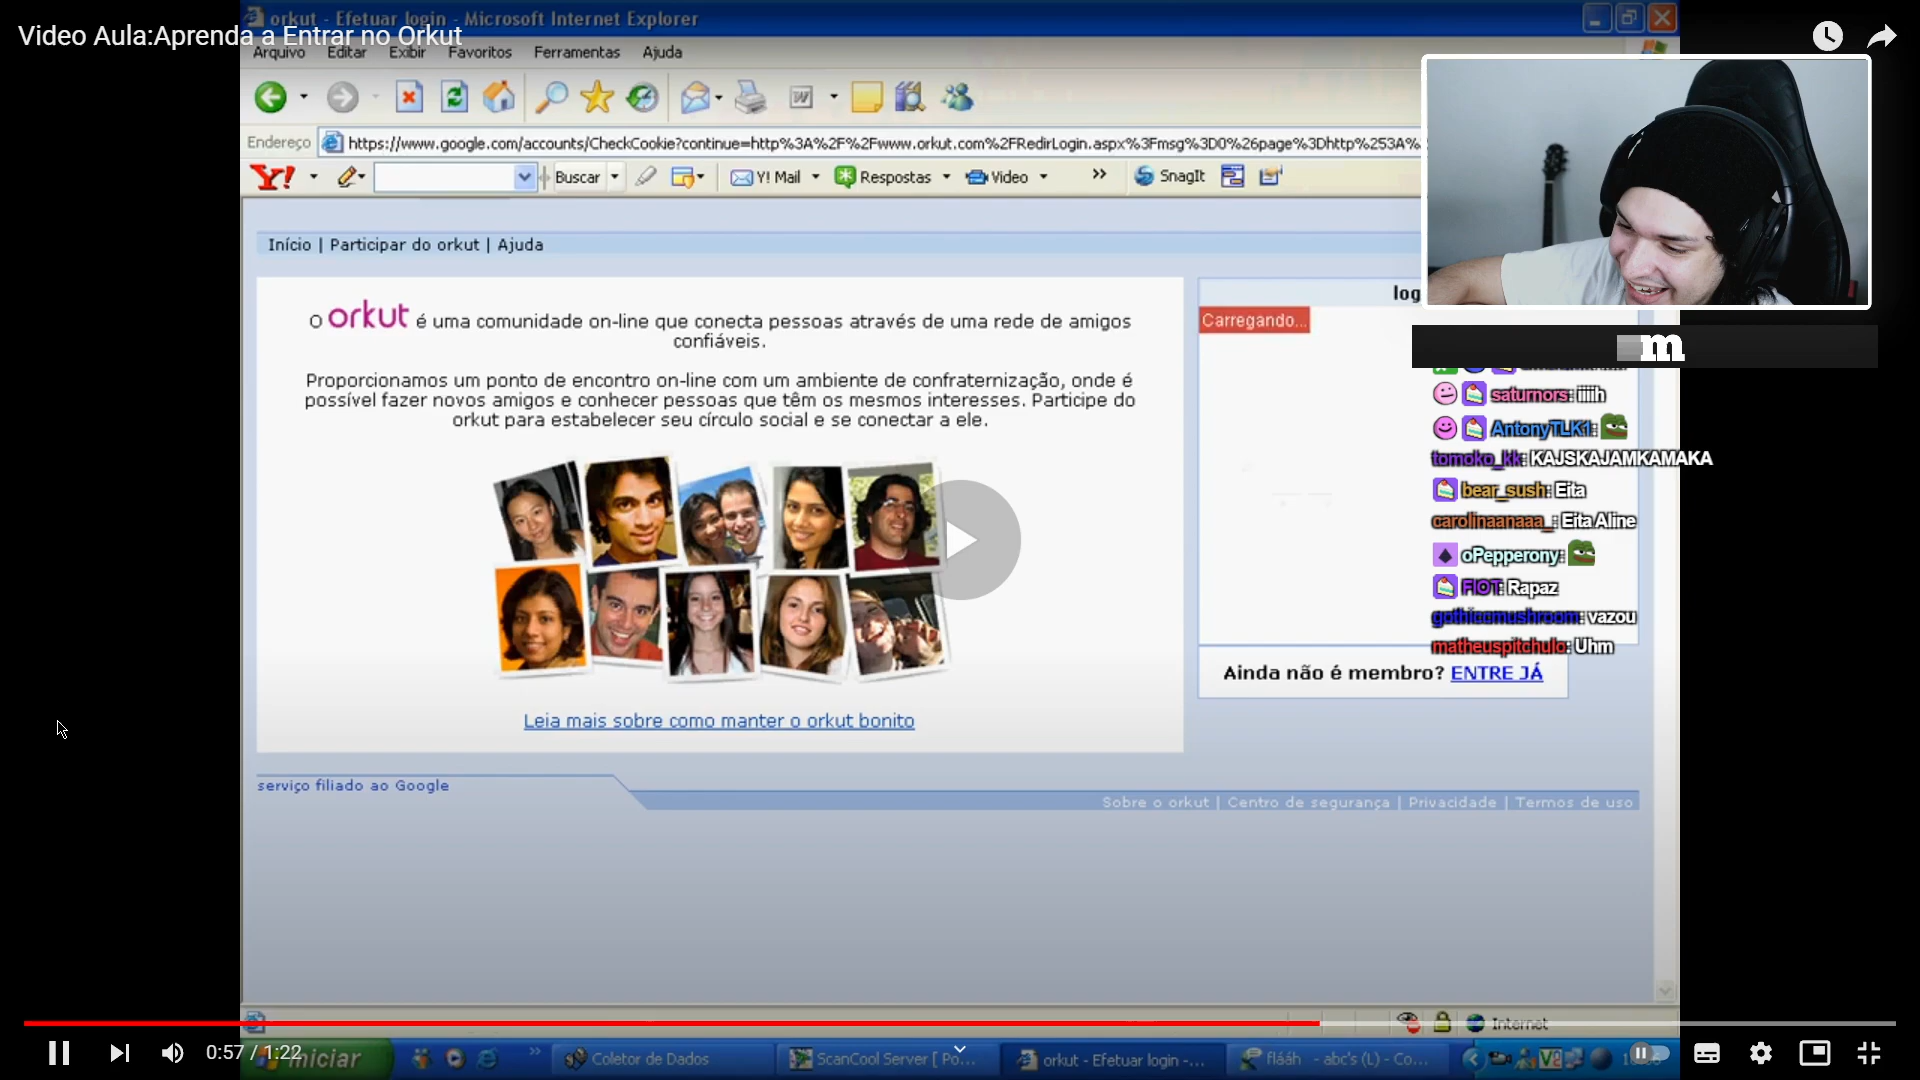 orkut - Efetuar login - Microsoft Internet Explorer
Video Aula:Aprenda a Entrar no Orkut
Arquivo Editar Exibir Favoritos Ferramentas Ajuda
Endereço https://www.google.com/accounts/CheckCookie?continue=http%3A%2F%2Fwww.orkut.com%2FRedirLogin.aspx%3Fmsg%3D0%26page%3Dhttp%253A%
Y! Buscar Y! Mail Respostas Video >> SnagIt
Início | Participar do orkut | Ajuda
O orkut é uma comunidade on-line que conecta pessoas através de uma rede de amigos
confiáveis.
Proporcionamos um ponto de encontro on-line com um ambiente de confraternização, onde é
possível fazer novos amigos e conhecer pessoas que têm os mesmos interesses. Participe do
orkut para estabelecer seu círculo social e se conectar a ele.
Leia mais sobre como manter o orkut bonito
log
Carregando...
m
saturnors: iiiiih
AntonyTLK1:
tomoko_kk: KAJSKAJAMKAMAKA
bear_sush: Eita
carolinaanaaa_: Eita Aline
oPepperony:
FIOT: Rapaz
gothicemushroom: vazou
matheuspitchulo: Uhm
Ainda não é membro? ENTRE JÁ
serviço filiado ao Google
Sobre o orkut | Centro de segurança | Privacidade | Termos de uso
Internet
0:57 / 1:22
Iniciar >> Coletor de Dados ScanCool Server [ Po... orkut - Efetuar login -... flááh - abc's (L) - Co...